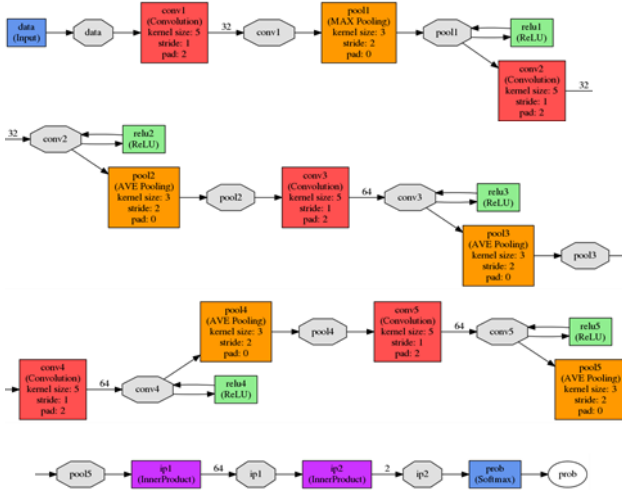 data
(Input)
data
conv1
(Convolution)
kernel size: 5
stride: 1
pad: 2
32
conv1
pool1
(MAX Pooling)
kernel size: 3
stride: 2
pad: 0
pool1
relu1
(ReLU)
conv2
(Convolution)
kernel size: 5
stride: 1
pad: 2
32
32
conv2
relu2
(ReLU)
pool2
(AVE Pooling)
kernel size: 3
stride: 2
pad: 0
pool2
conv3
(Convolution)
kernel size: 5
stride: 1
pad: 2
64
conv3
relu3
(ReLU)
pool3
(AVE Pooling)
kernel size: 3
stride: 2
pad: 0
pool3
conv4
(Convolution)
kernel size: 5
stride: 1
pad: 2
64
conv4
relu4
(ReLU)
pool4
(AVE Pooling)
kernel size: 3
stride: 2
pad: 0
pool4
conv5
(Convolution)
kernel size: 5
stride: 1
pad: 2
64
conv5
relu5
(ReLU)
pool5
(AVE Pooling)
kernel size: 3
stride: 2
pad: 0
pool5
ip1
(InnerProduct)
64
ip1
ip2
(InnerProduct)
2
ip2
prob
(Softmax)
prob